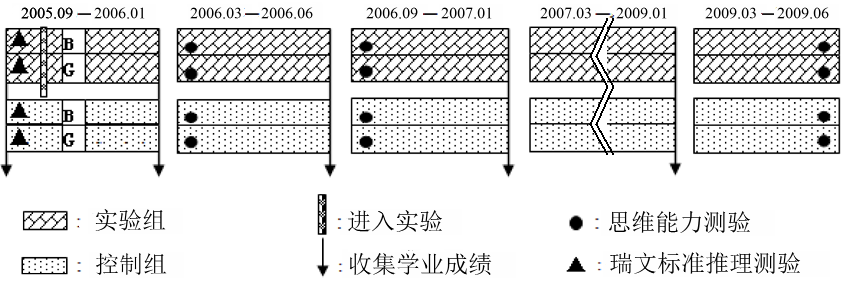 2005.09 — 2006.01 2006.03 — 2006.06 2006.09 — 2007.01 2007.03 — 2009.01 2009.03 — 2009.06
B
G
B
G
: 实验组 : 进入实验 : 思维能力测验
: 控制组 : 收集学业成绩 : 瑞文标准推理测验